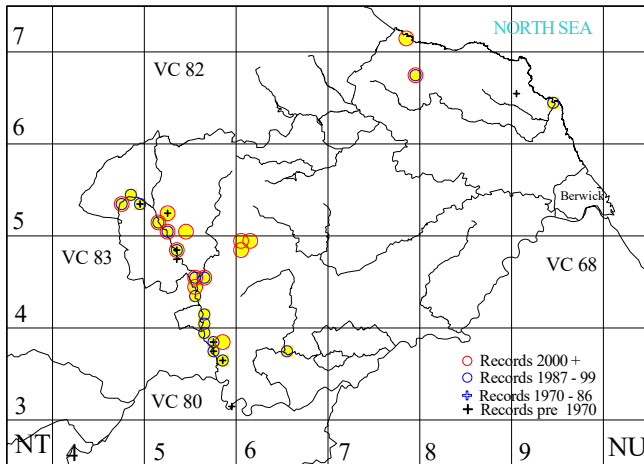 NORTH SEA
7
VC 82
6
Berwick
5
VC 83
VC 68
4
Records 2000 +
Records 1987 - 99
Records 1970 - 86
VC 80
Records pre 1970
3
NT 4 5 6 7 8 9 NU